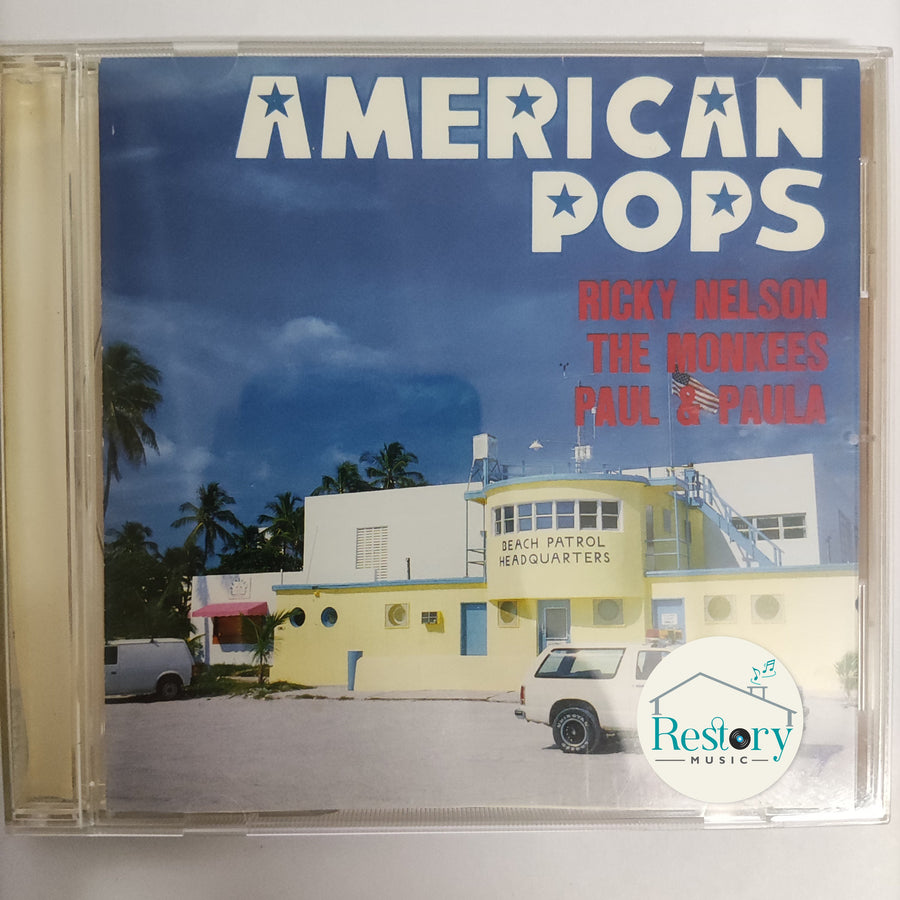 AMERICAN
POPS
RICKY NELSON
THE MONKEES
PAUL & PAULA
BEACH PATROL
HEADQUARTERS
Restory
MUSIC